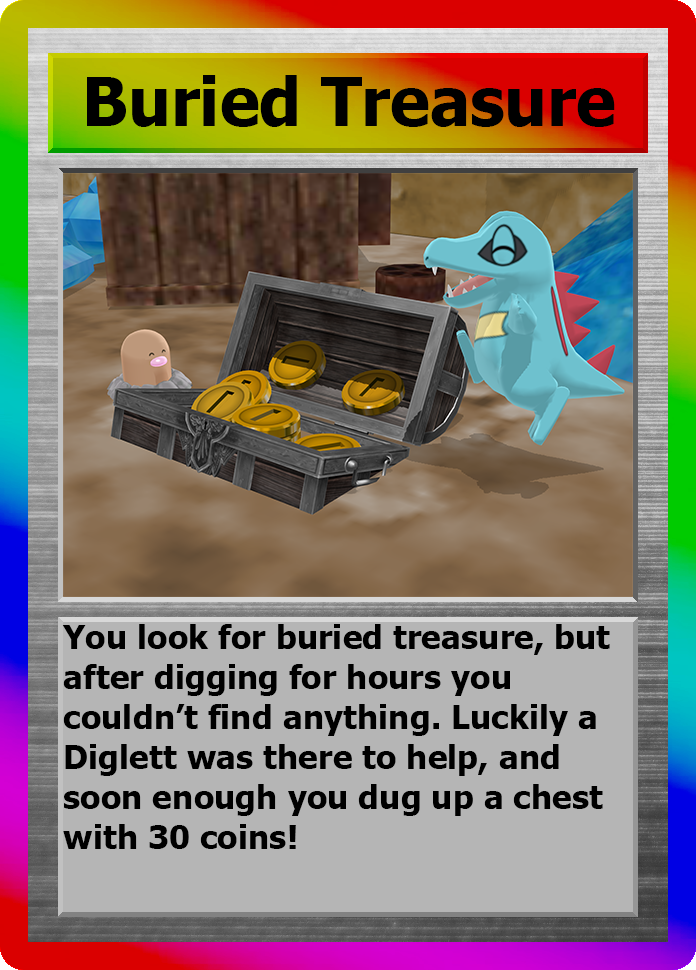 Buried Treasure
You look for buried treasure, but
after digging for hours you
couldn’t find anything. Luckily a
Diglett was there to help, and
soon enough you dug up a chest
with 30 coins!